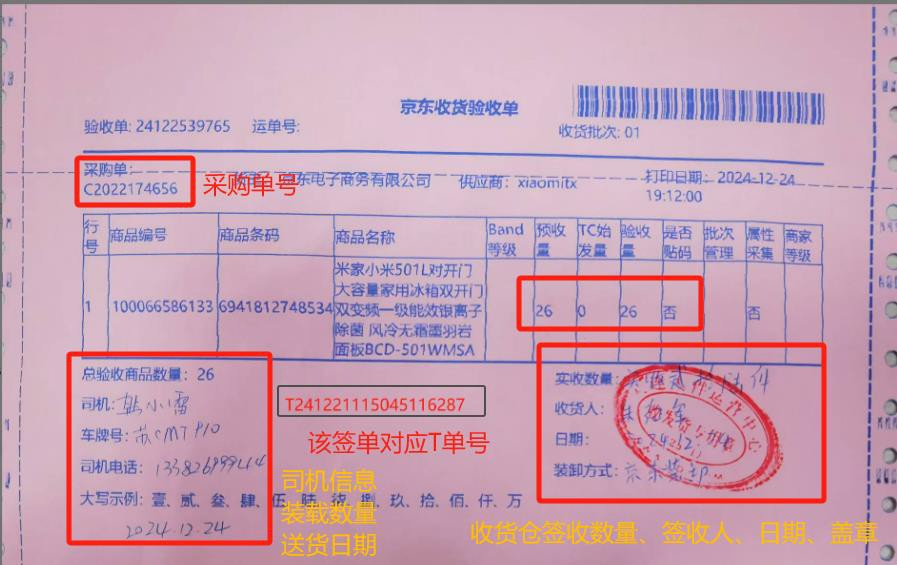 京东收货验收单
验收单: 24122539765 运单号:
收货批次: 01
采购单:
C2022174656
采购单号
东电子商务有限公司 供应商: xiaomitx
打印日期: 2024-12-24
19:12:00
行号 商品编号 商品条码 商品名称 Band等级 预收量 TC始发量 验收量 是否贴码 批次管理 属性采集 商家等级
1 100066586133 6941812748534 米家小米501L对开门大容量家用冰箱双开门双变频一级能效银离子除菌 风冷无霜墨羽岩面板BCD-501WMSA 26 0 26 否 否
总验收商品数量: 26
司机: 韩小雷
车牌号:
司机电话:
大写示例: 壹、贰、叁、肆、伍、陆、柒、捌、玖、拾、佰、仟、万
2024.12.24
T241221115045116287
该签单对应T单号
司机信息
装载数量
送货日期
实收数量:
收货人:
日期:
装卸方式: 京东装卸
收货仓签收数量、签收人、日期、盖章